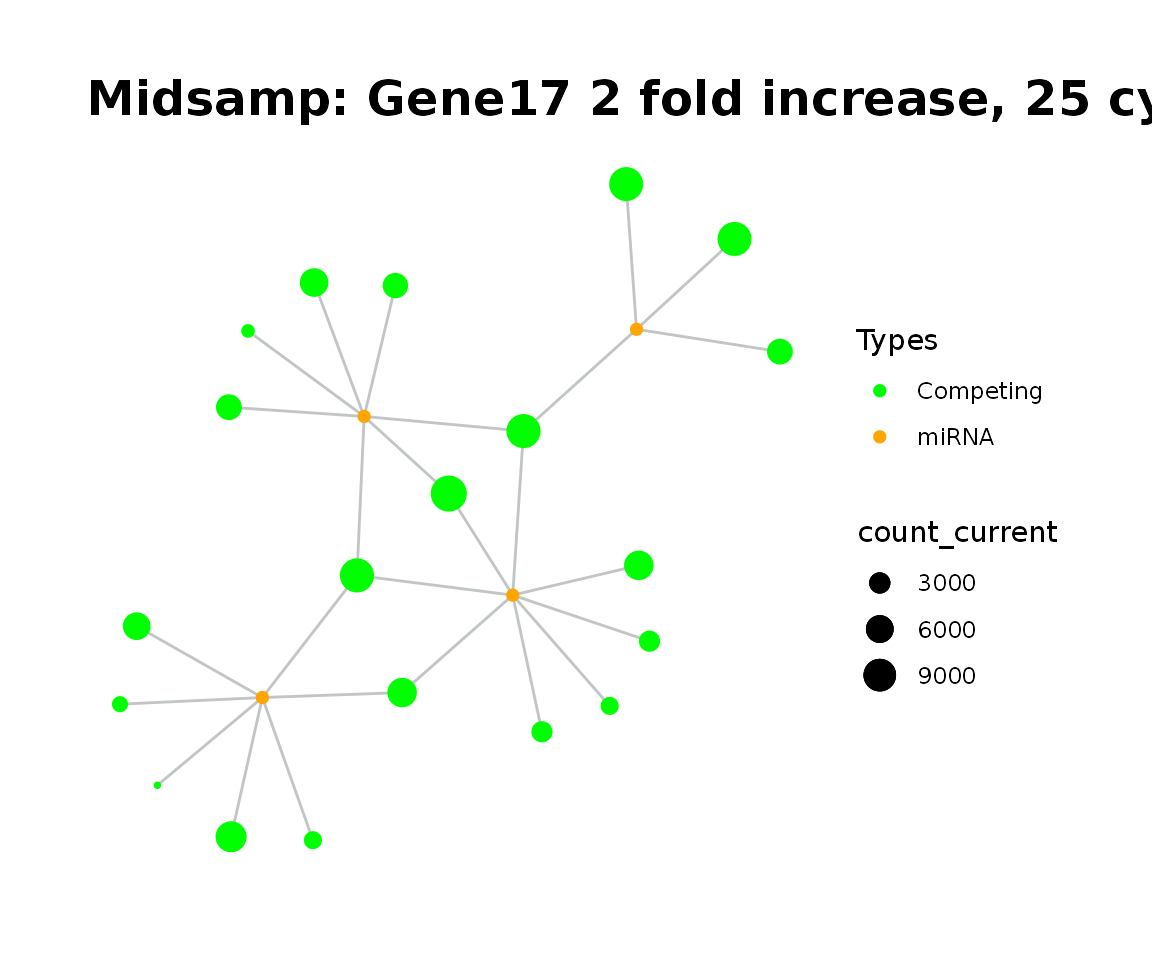 Midsamp: Gene17 2 fold increase, 25 cy
Types
Competing
miRNA
count_current
3000
6000
9000